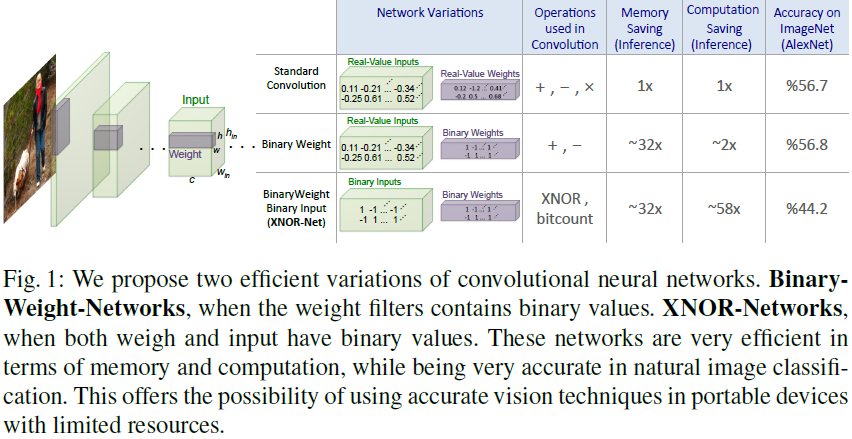 Network Variations
Operations used in Convolution
Memory Saving (Inference)
Computation Saving (Inference)
Accuracy on ImageNet (AlexNet)
Input
h
h_in
w
Weight
w_in
c
. . .
. . .
Standard Convolution
Real-Value Inputs
0.11 -0.21 ... -0.34
-0.25 0.61 ... 0.52
Real-Value Weights
0.12 -1.2 ... 0.41
-0.2 0.5 ... 0.68
+ , − , ×
1x
1x
%56.7
Binary Weight
Real-Value Inputs
0.11 -0.21 ... -0.34
-0.25 0.61 ... 0.52
Binary Weights
1 -1 ... 1
-1 1 ... 1
+ , −
~32x
~2x
%56.8
BinaryWeight Binary Input (XNOR-Net)
Binary Inputs
1 -1 ... -1
-1 1 ... 1
Binary Weights
1 -1 ... 1
-1 1 ... 1
XNOR , bitcount
~32x
~58x
%44.2
Fig. 1: We propose two efficient variations of convolutional neural networks. Binary-
Weight-Networks, when the weight filters contains binary values. XNOR-Networks,
when both weigh and input have binary values. These networks are very efficient in
terms of memory and computation, while being very accurate in natural image classifi-
cation. This offers the possibility of using accurate vision techniques in portable devices
with limited resources.